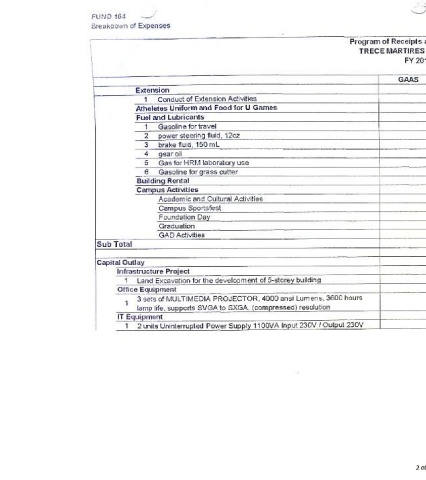 FUND 164
Breakdown of Expenses
Program of Receipts a
TRECE MARTIRES
FY 201
GAAS
Extension
1 Conduct of Extension Activities
Atheletes Uniform and Food for U Games
Fuel and Lubricants
1 Gasoline for travel
2 power steering fluid, 12oz
3 brake fluid, 150 mL
4 gear oil
5 Gas for HRM laboratory use
6 Gasoline for grass cutter
Building Rental
Campus Activities
Academic and Cultural Activities
Campus Sportsfest
Foundation Day
Graduation
GAD Activities
Sub Total
Capital Outlay
Infrastructure Project
1 Land Excavation for the development of 5-storey building
Office Equipment
1 3 sets of MULTIMEDIA PROJECTOR, 4000 ansi Lumens, 3600 hours
lamp life, supports SVGA to SXGA, (compressed) resolution
IT Equipment
1 2 units Uninterrupted Power Supply 1100VA Input 230V / Output 230V
2 of